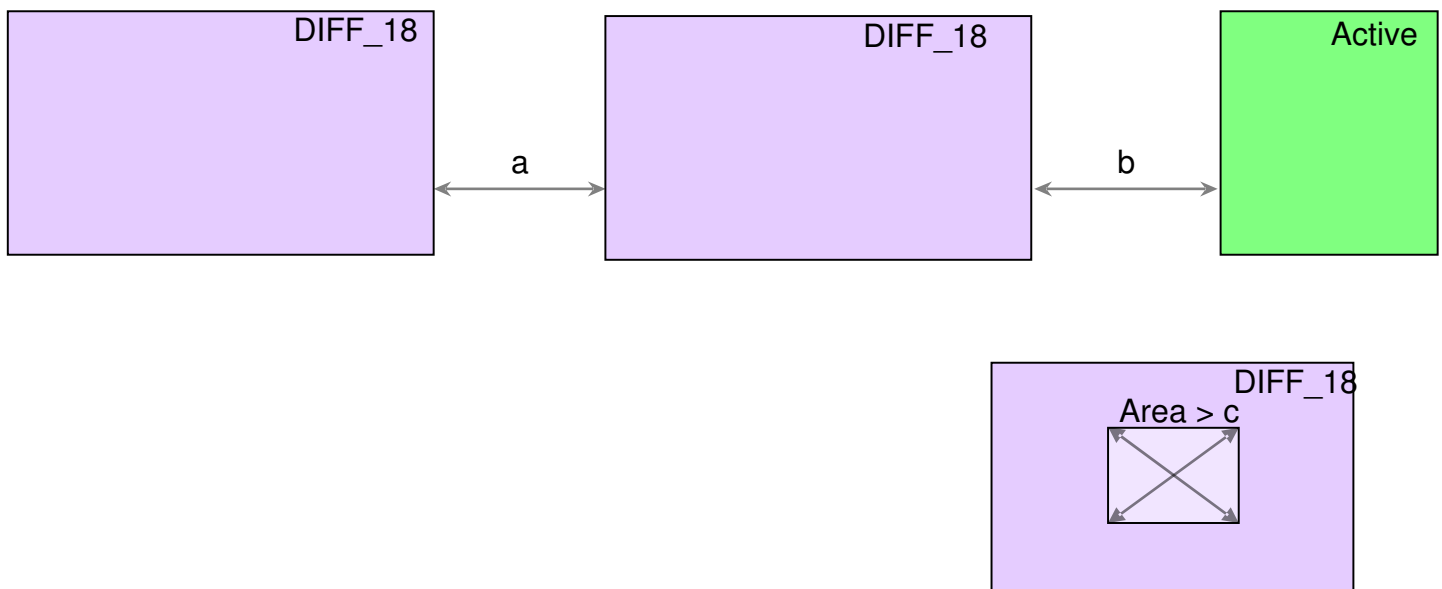 DIFF_18
DIFF_18
Active
a
b
DIFF_18
Area > c